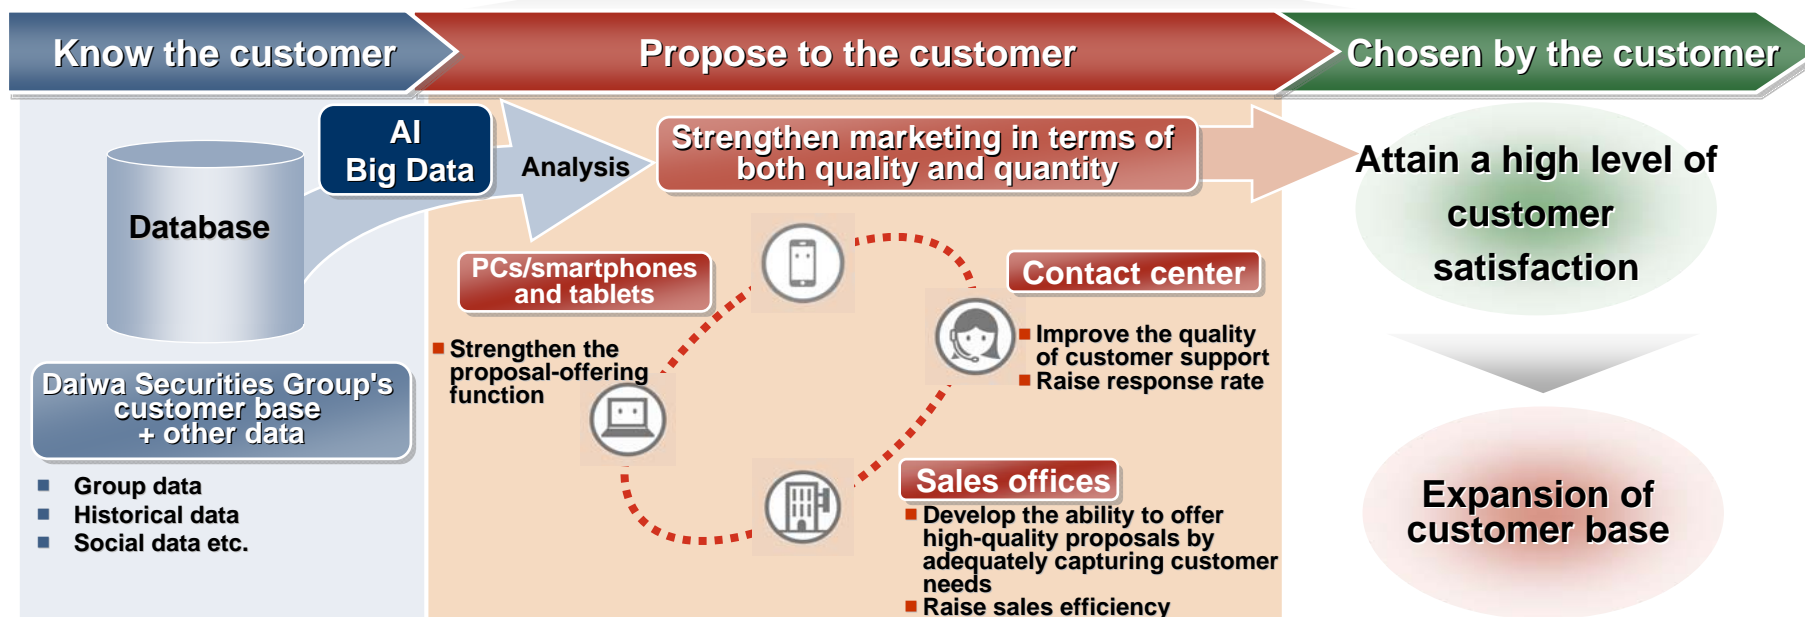 Know the customer
Propose to the customer
Chosen by the customer
AI
Big Data
Analysis
Database
Daiwa Securities Group's
customer base
+ other data
Group data
Historical data
Social data etc.
Strengthen marketing in terms of
both quality and quantity
PCs/smartphones
and tablets
Strengthen the
proposal-offering
function
Contact center
Improve the quality
of customer support
Raise response rate
Sales offices
Develop the ability to offer
high-quality proposals by
adequately capturing customer
needs
Raise sales efficiency
Attain a high level of
customer
satisfaction
Expansion of
customer base